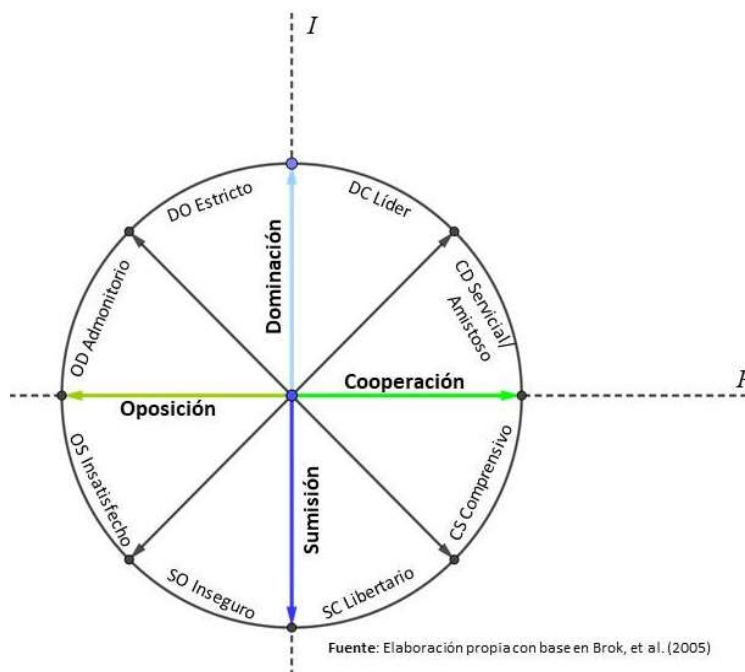 I
DO Estricto
DC Líder
OD Admonitorio
Dominación
CD Servicial/
Amistoso
Cooperación
Oposición
OS Insatisfecho
Sumisión
CS Comprensivo
SO Inseguro
SC Libertario
Fuente: Elaboración propia con base en Brok, et al. (2005)